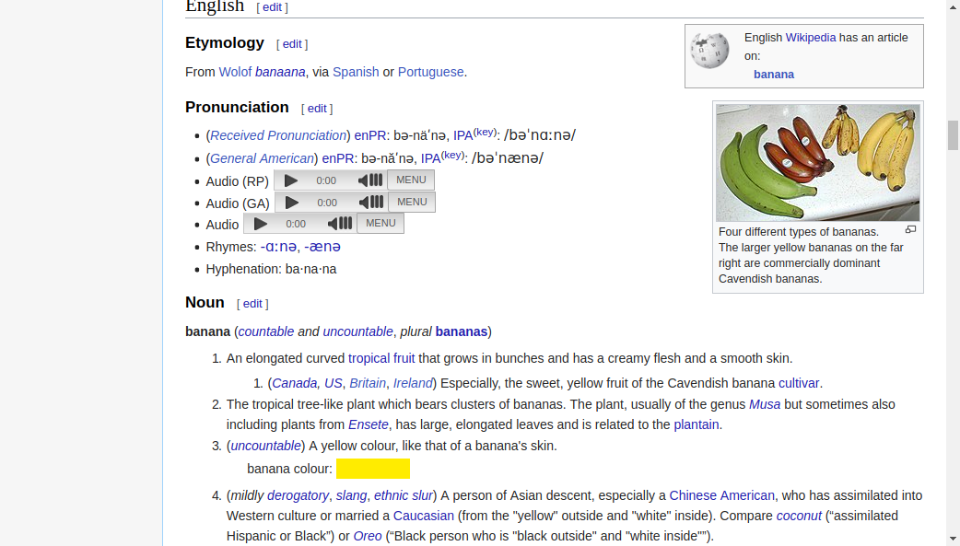 English [ edit ]
Etymology [ edit ]
From Wolof banaana, via Spanish or Portuguese.
English Wikipedia has an article
on:
banana
Pronunciation [ edit ]
(Received Pronunciation) enPR: bə-nä'nə, IPA(key): /bəˈnɑːnə/
(General American) enPR: bə-nă'nə, IPA(key): /bəˈnænə/
Audio (RP) 0:00 MENU
Audio (GA) 0:00 MENU
Audio 0:00 MENU
Rhymes: -ɑːnə, -ænə
Hyphenation: ba·na·na
Four different types of bananas.
The larger yellow bananas on the far
right are commercially dominant
Cavendish bananas.
Noun [ edit ]
banana (countable and uncountable, plural bananas)
1. An elongated curved tropical fruit that grows in bunches and has a creamy flesh and a smooth skin.
1. (Canada, US, Britain, Ireland) Especially, the sweet, yellow fruit of the Cavendish banana cultivar.
2. The tropical tree-like plant which bears clusters of bananas. The plant, usually of the genus Musa but sometimes also
including plants from Ensete, has large, elongated leaves and is related to the plantain.
3. (uncountable) A yellow colour, like that of a banana's skin.
banana colour:
4. (mildly derogatory, slang, ethnic slur) A person of Asian descent, especially a Chinese American, who has assimilated into
Western culture or married a Caucasian (from the "yellow" outside and "white" inside). Compare coconut (“assimilated
Hispanic or Black”) or Oreo (“Black person who is "black outside" and "white inside"”).